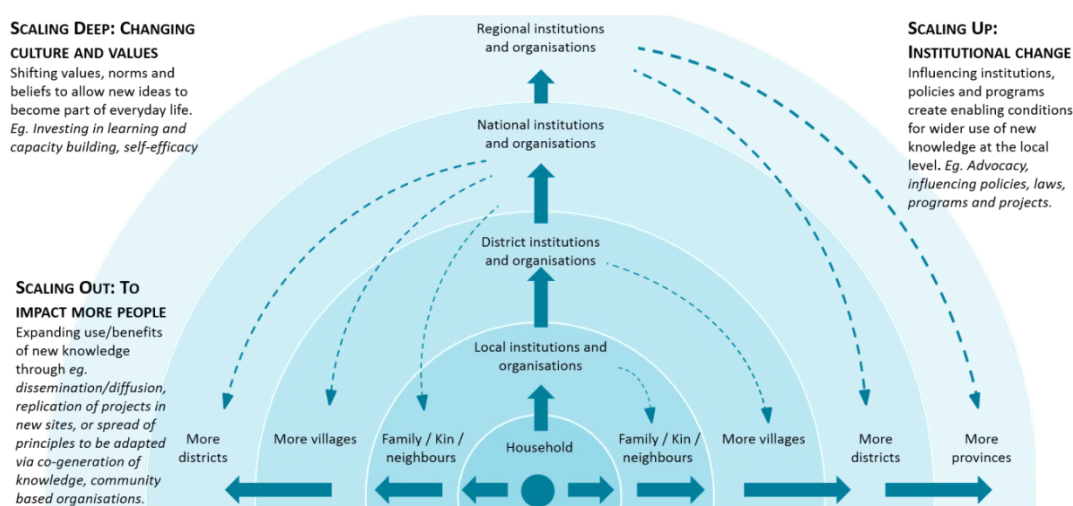 SCALING DEEP: CHANGING
CULTURE AND VALUES
Shifting values, norms and
beliefs to allow new ideas to
become part of everyday life.
Eg. Investing in learning and
capacity building, self-efficacy
SCALING OUT: TO
IMPACT MORE PEOPLE
Expanding use/benefits
of new knowledge
through eg.
dissemination/diffusion,
replication of projects in
new sites, or spread of
principles to be adapted
via co-generation of
knowledge, community
based organisations.
Regional institutions
and organisations
National institutions
and organisations
District institutions
and organisations
Local institutions and
organisations
More
districts
More villages
Family / Kin /
neighbours
Household
Family / Kin /
neighbours
More villages
More
districts
More
provinces
SCALING UP:
INSTITUTIONAL CHANGE
Influencing institutions,
policies and programs
create enabling conditions
for wider use of new
knowledge at the local
level. Eg. Advocacy,
influencing policies, laws,
programs and projects.